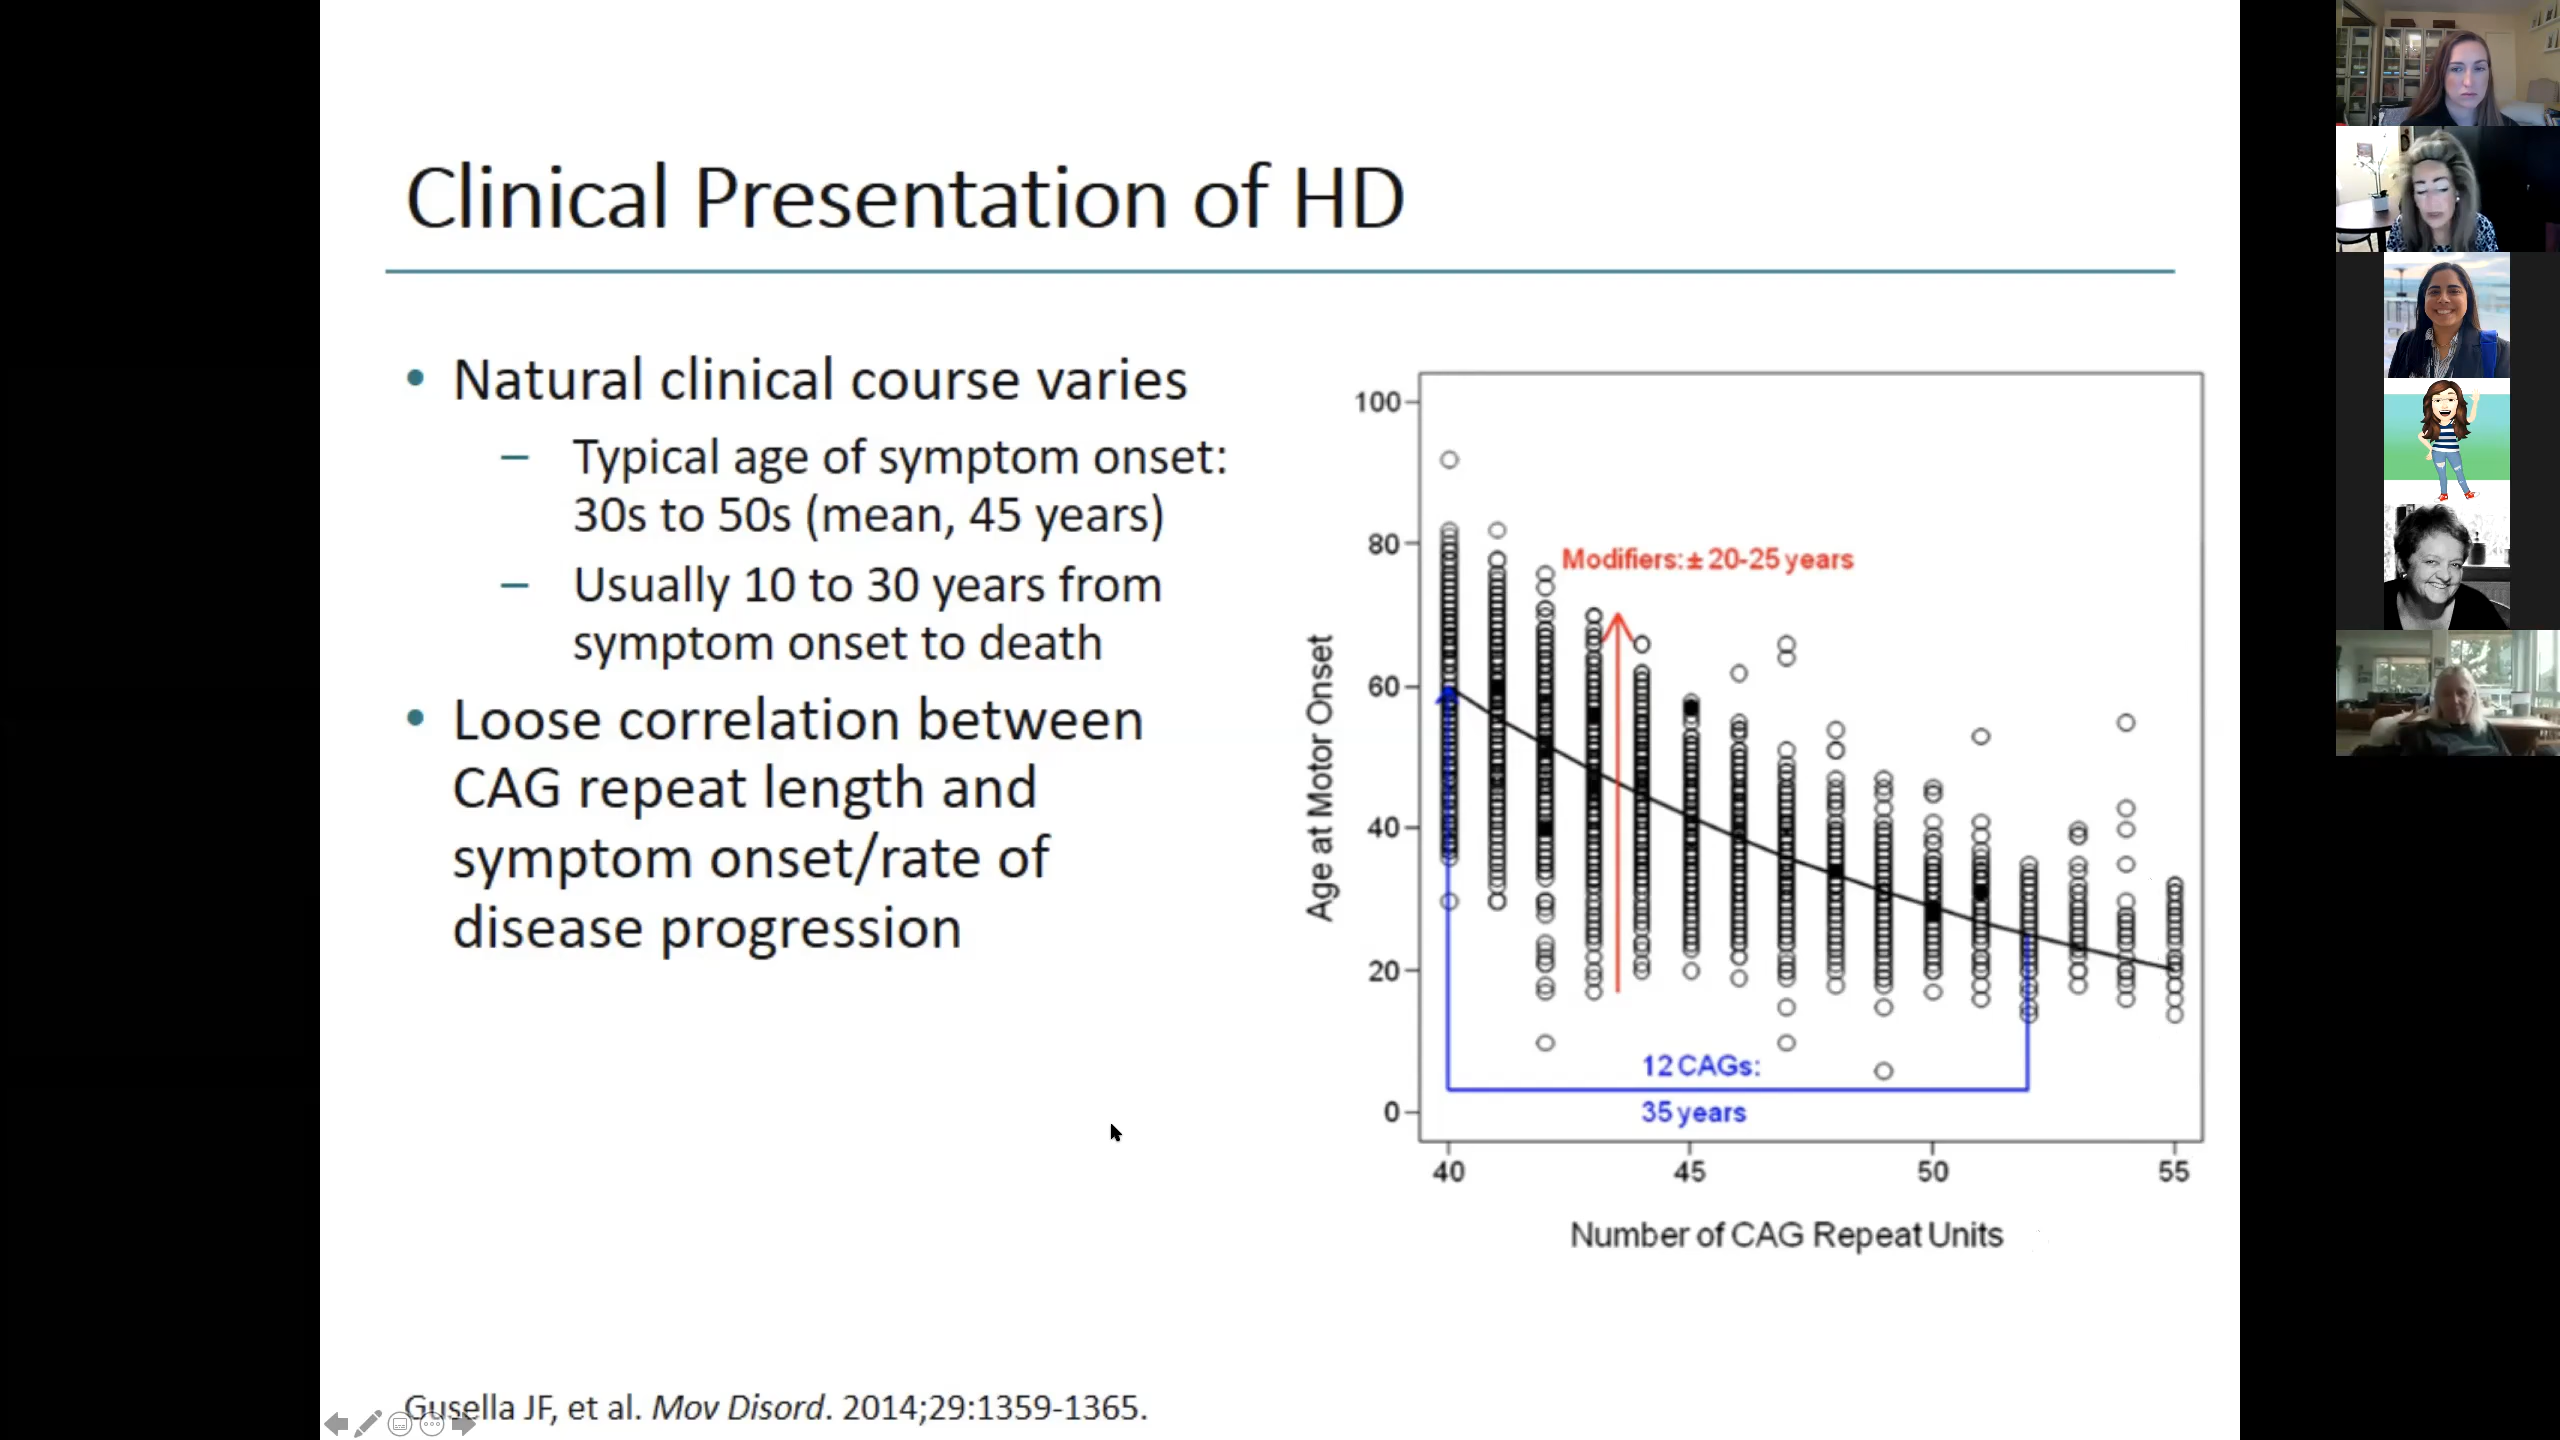 Clinical Presentation of HD
• Natural clinical course varies
– Typical age of symptom onset:
30s to 50s (mean, 45 years)
– Usually 10 to 30 years from
symptom onset to death
• Loose correlation between
CAG repeat length and
symptom onset/rate of
disease progression
Age at Motor Onset
100
80
60
40
20
0
Modifiers: ± 20-25 years
12 CAGs:
35 years
40
45
50
55
Number of CAG Repeat Units
Gusella JF, et al. Mov Disord. 2014;29:1359-1365.